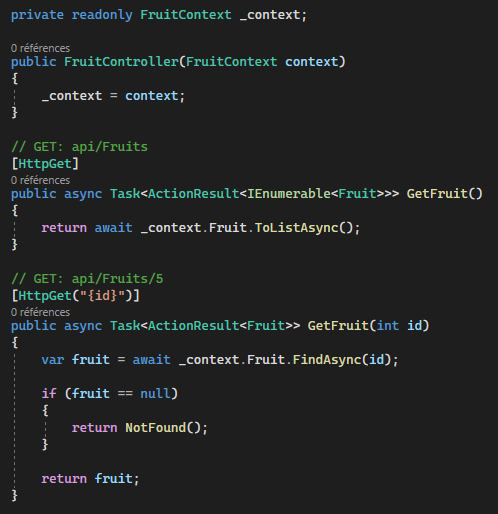 private readonly FruitContext _context;
0 références
public FruitController(FruitContext context)
{
_context = context;
}
// GET: api/Fruits
[HttpGet]
0 références
public async Task<ActionResult<IEnumerable<Fruit>>> GetFruit()
{
return await _context.Fruit.ToListAsync();
}
// GET: api/Fruits/5
[HttpGet("{id}")]
0 références
public async Task<ActionResult<Fruit>> GetFruit(int id)
{
var fruit = await _context.Fruit.FindAsync(id);
if (fruit == null)
{
return NotFound();
}
return fruit;
}